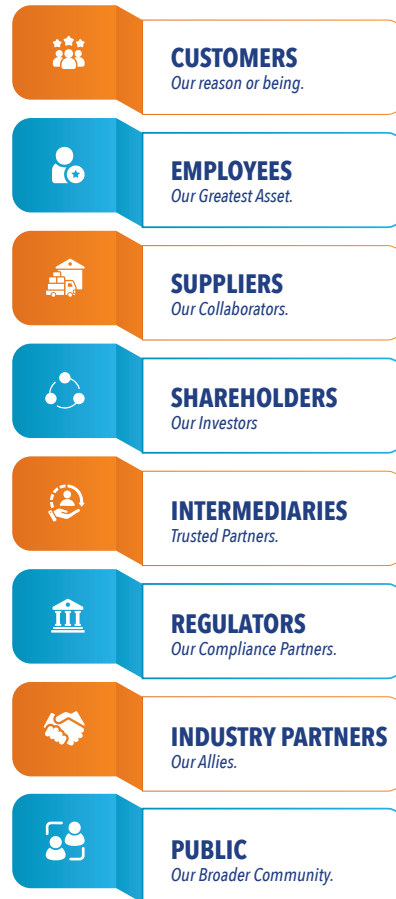 CUSTOMERS
Our reason or being.
EMPLOYEES
Our Greatest Asset.
SUPPLIERS
Our Collaborators.
SHAREHOLDERS
Our Investors
INTERMEDIARIES
Trusted Partners.
REGULATORS
Our Compliance Partners.
INDUSTRY PARTNERS
Our Allies.
PUBLIC
Our Broader Community.